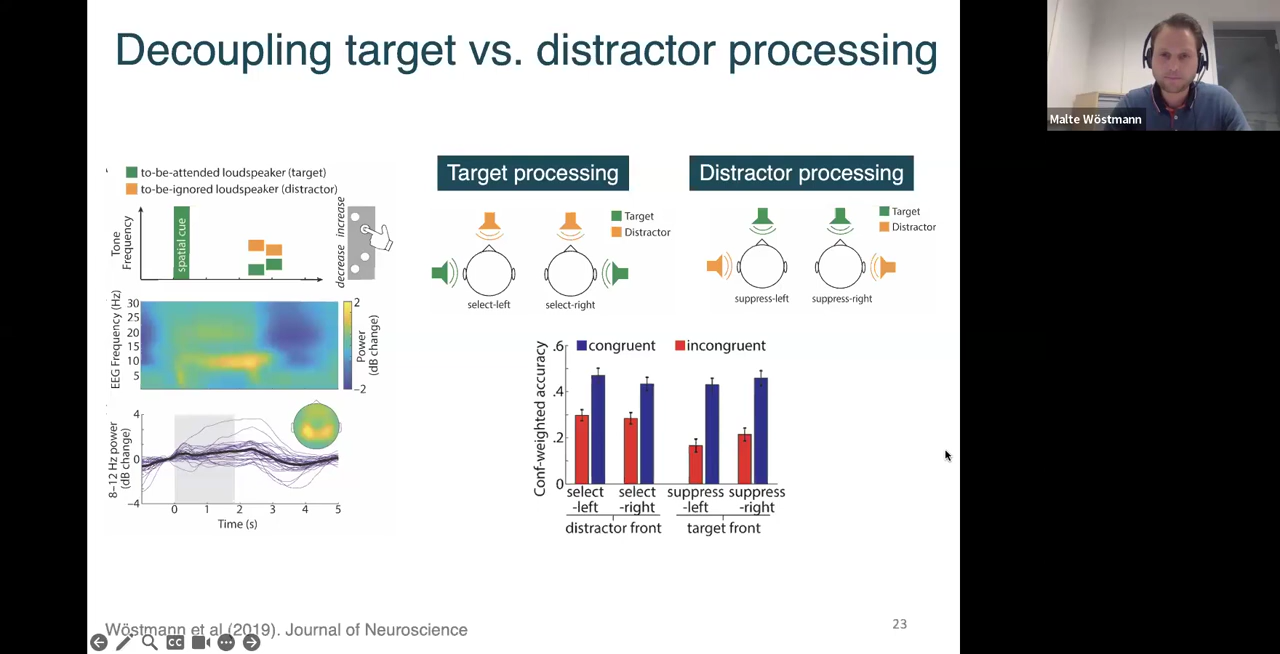 Decoupling target vs. distractor processing
Malte Wöstmann
to-be-attended loudspeaker (target)
to-be-ignored loudspeaker (distractor)
Tone
Frequency
spatial cue
decrease increase
EEG Frequency (Hz)
30
25
20
15
10
5
2
−2
Power
(dB change)
8–12 Hz power
(dB change)
4
0
−4
0 1 2 3 4 5
Time (s)
Target processing
Target
Distractor
select-left
select-right
Distractor processing
Target
Distractor
suppress-left
suppress-right
congruent
incongruent
Conf-weighted accuracy
.6
.4
.2
0
select select suppress suppress
-left -right -left -right
distractor front target front
Wöstmann et al (2019). Journal of Neuroscience
23
CC